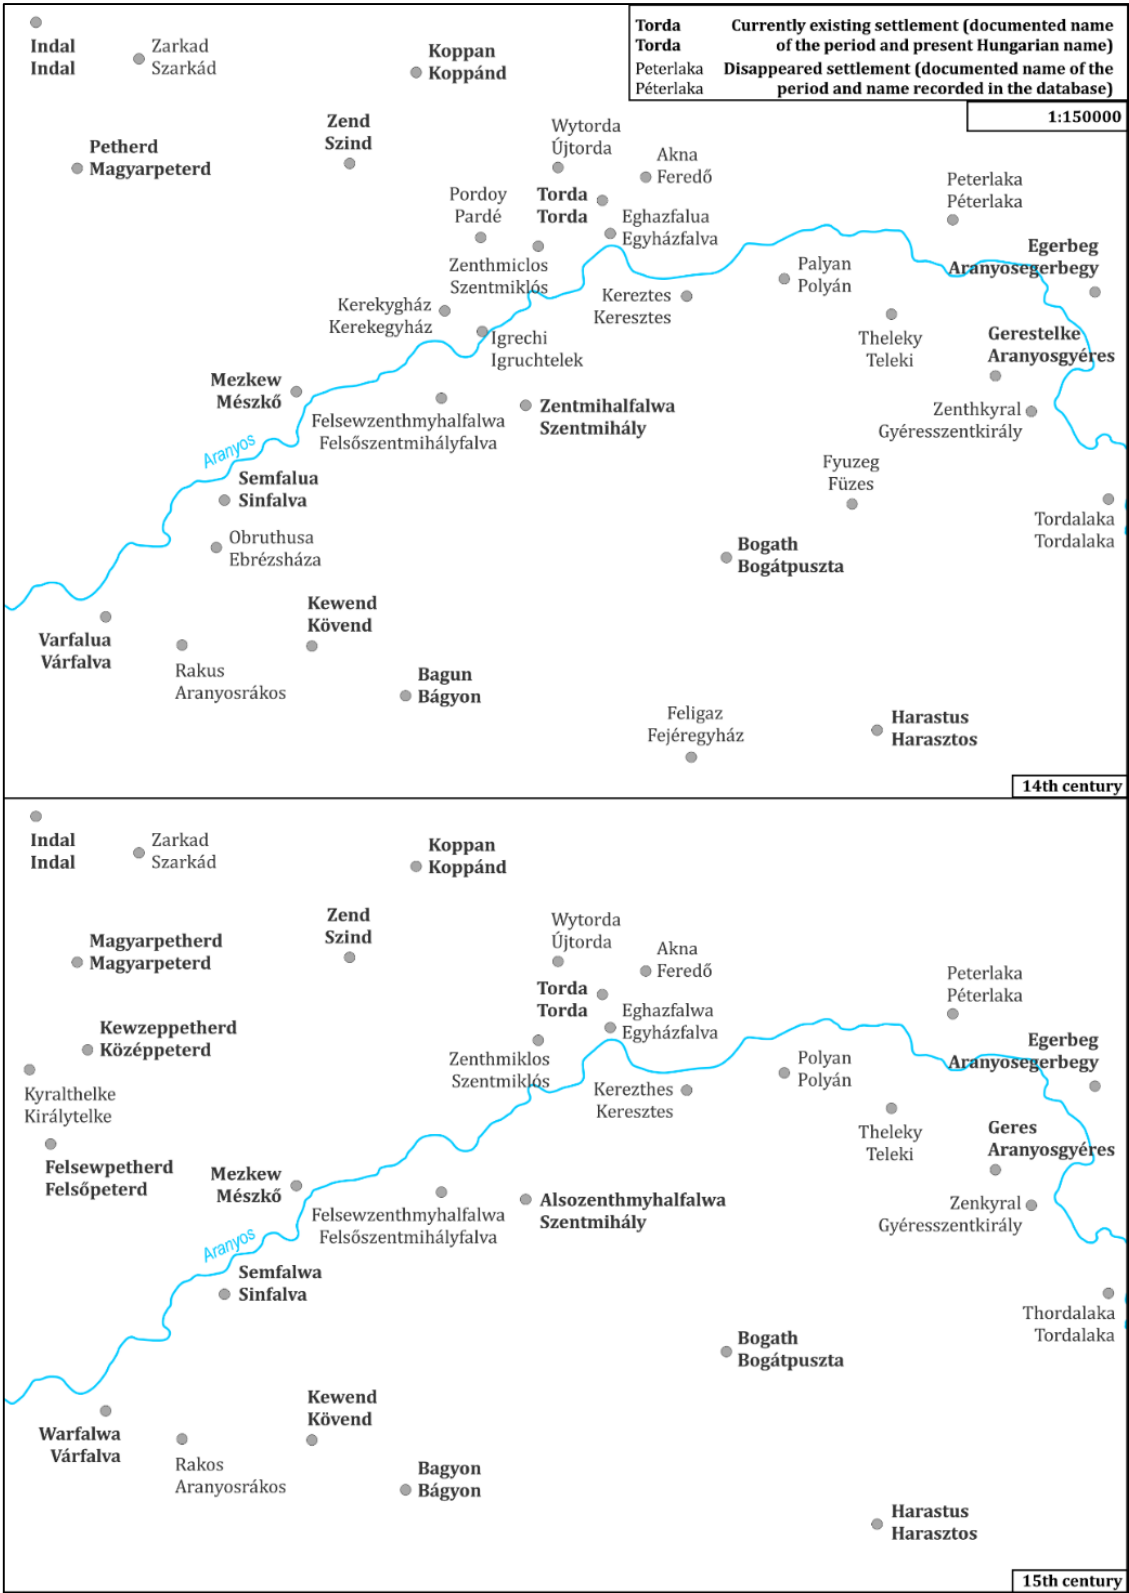 Indal
Indal
Zarkad
Szarkád
Koppan
Koppánd
Torda
Torda
Currently existing settlement (documented name
of the period and present Hungarian name)
Peterlaka
Péterlaka
Disappeared settlement (documented name of the
period and name recorded in the database)
1:150000
Petherd
Magyarpeterd
Zend
Szind
Wytorda
Újtorda
Akna
Feredő
Pordoy
Pardé
Torda
Torda
Eghazfalua
Egyházfalva
Peterlaka
Péterlaka
Zenthmiclos
Szentmiklós
Palyan
Polyán
Egerbeg
Aranyosegerbegy
Kerekygház
Kerekegyház
Kereztes
Keresztes
Igrechi
Igruchtelek
Theleky
Teleki
Gerestelke
Aranyosgyéres
Mezkew
Mészkő
Felsewzenthmyhalfalwa
Felsőszentmihályfalva
Zentmihalfalwa
Szentmihály
Zenthkyral
Gyéresszentkirály
Aranyos
Semfalua
Sinfalva
Fyuzeg
Füzes
Obruthusa
Ebrézsháza
Tordalaka
Tordalaka
Bogath
Bogátpuszta
Kewend
Kövend
Varfalua
Várfalva
Rakus
Aranyosrákos
Bagun
Bágyon
Feligaz
Fejéregyház
Harastus
Harasztos
14th century
Indal
Indal
Zarkad
Szarkád
Koppan
Koppánd
Magyarpetherd
Magyarpeterd
Zend
Szind
Wytorda
Újtorda
Akna
Feredő
Torda
Torda
Eghazfalwa
Egyházfalva
Peterlaka
Péterlaka
Kewzeppetherd
Középpeterd
Zenthmiklos
Szentmiklós
Polyan
Polyán
Egerbeg
Aranyosegerbegy
Kyralthelke
Királytelke
Kerezthes
Keresztes
Theleky
Teleki
Geres
Aranyosgyéres
Felsewpetherd
Felsőpeterd
Mezkew
Mészkő
Felsewzenthmyhalfalwa
Felsőszentmihályfalva
Alsozenthmyhalfalwa
Szentmihály
Zenkyral
Gyéresszentkirály
Aranyos
Semfalwa
Sinfalva
Thordalaka
Tordalaka
Bogath
Bogátpuszta
Kewend
Kövend
Warfalwa
Várfalva
Rakos
Aranyosrákos
Bagyon
Bágyon
Harastus
Harasztos
15th century